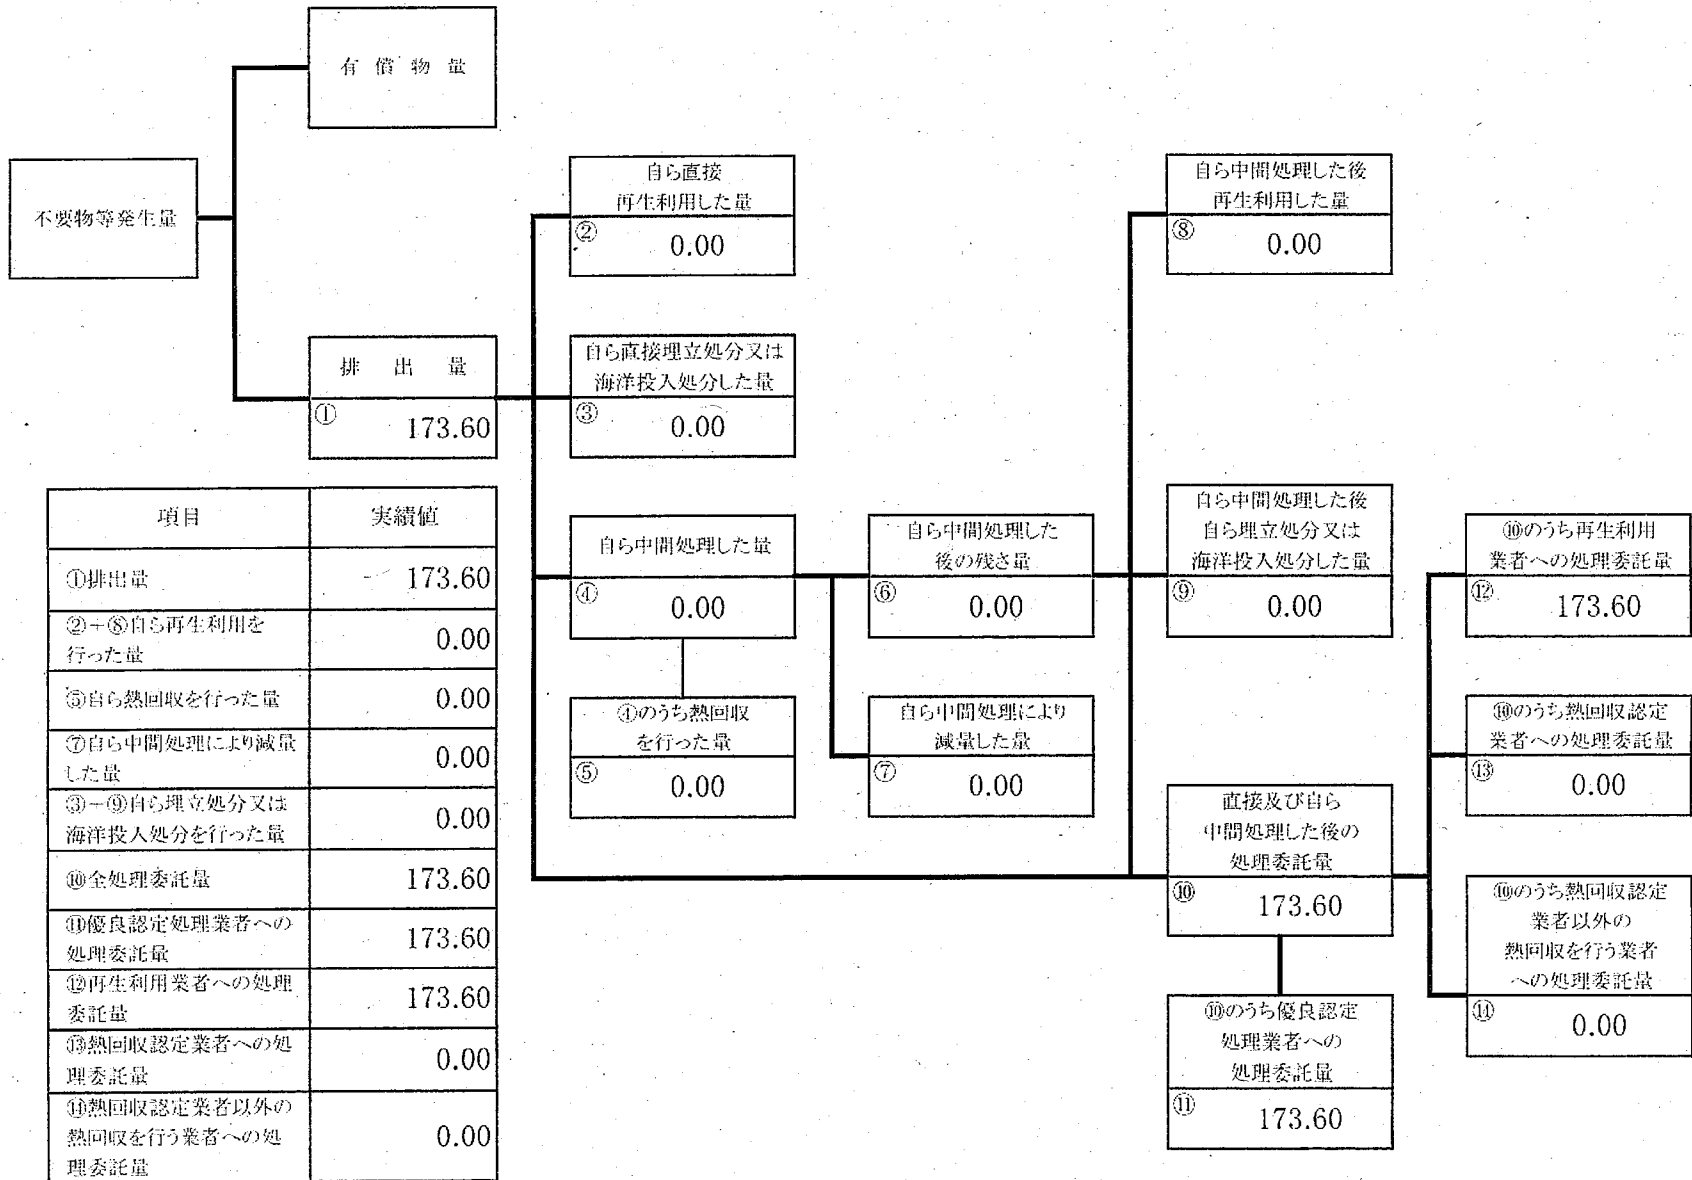 有償物量
不要物等発生量
排出量
①
173.60
自ら直接
再生利用した量
②
0.00
自ら直接埋立処分又は
海洋投入処分した量
③
0.00
自ら中間処理した量
④
0.00
④のうち熱回収
を行った量
⑤
0.00
自ら中間処理した
後の残さ量
⑥
0.00
自ら中間処理により
減量した量
⑦
0.00
自ら中間処理した後
再生利用した量
⑧
0.00
自ら中間処理した後
自ら埋立処分又は
海洋投入処分した量
⑨
0.00
直接及び自ら
中間処理した後の
処理委託量
⑩
173.60
⑩のうち優良認定
処理業者への
処理委託量
⑪
173.60
⑩のうち再生利用
業者への処理委託量
⑫
173.60
⑩のうち熱回収認定
業者への処理委託量
⑬
0.00
⑩のうち熱回収認定
業者以外の
熱回収を行う業者
への処理委託量
⑭
0.00
項目 実績値
①排出量 173.60
②+⑧自ら再生利用を
行った量 0.00
⑤自ら熱回収を行った量 0.00
⑦自ら中間処理により減量
した量 0.00
③+⑨自ら埋立処分又は
海洋投入処分を行った量 0.00
⑩全処理委託量 173.60
⑪優良認定処理業者への
処理委託量 173.60
⑫再生利用業者への処理
委託量 173.60
⑬熱回収認定業者への処
理委託量 0.00
⑭熱回収認定業者以外の
熱回収を行う業者への処
理委託量 0.00